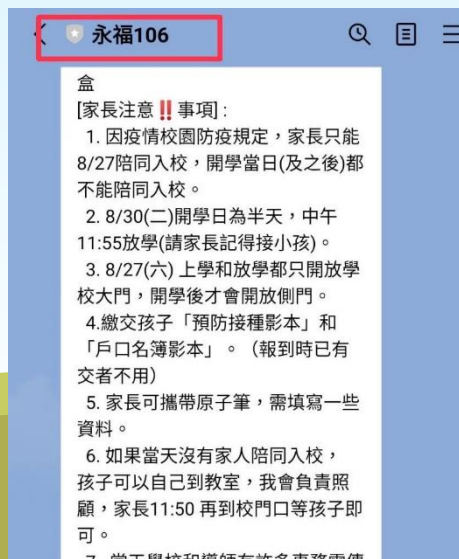 永福106
盒
[家長注意‼️事項] :
1. 因疫情校園防疫規定，家長只能
8/27陪同入校，開學當日(及之後)都
不能陪同入校。
2. 8/30(二)開學日為半天，中午
11:55放學(請家長記得接小孩)。
3. 8/27(六) 上學和放學都只開放學
校大門，開學後才會開放側門。
4.繳交孩子「預防接種影本」和
「戶口名簿影本」。（報到時已有
交者不用）
5. 家長可攜帶原子筆，需填寫一些
資料。
6. 如果當天沒有家人陪同入校，
孩子可以自己到教室，我會負責照
顧，家長11:50 再到校門口等孩子即
可。